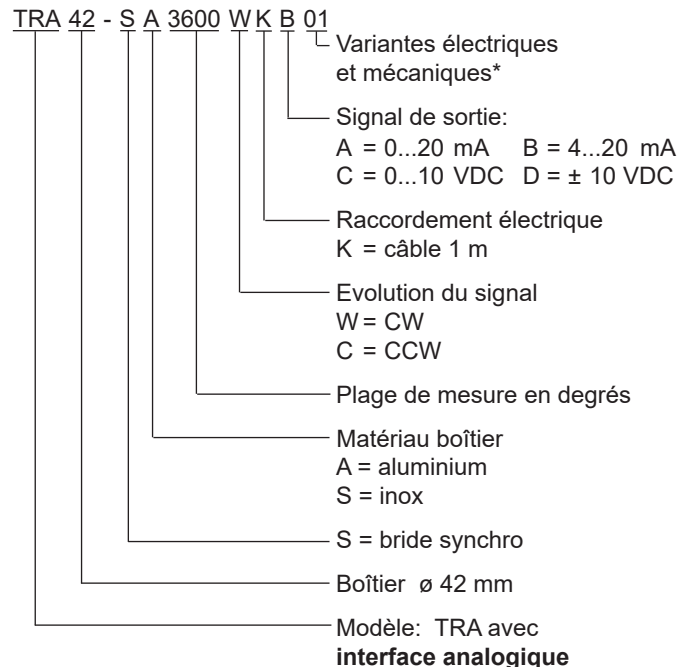 TRA 42 - S A 3600 W K B 01
Variantes électriques
et mécaniques*
Signal de sortie:
A = 0...20 mA B = 4...20 mA
C = 0...10 VDC D = ± 10 VDC
Raccordement électrique
K = câble 1 m
Evolution du signal
W = CW
C = CCW
Plage de mesure en degrés
Matériau boîtier
A = aluminium
S = inox
S = bride synchro
Boîtier ø 42 mm
Modèle: TRA avec
interface analogique